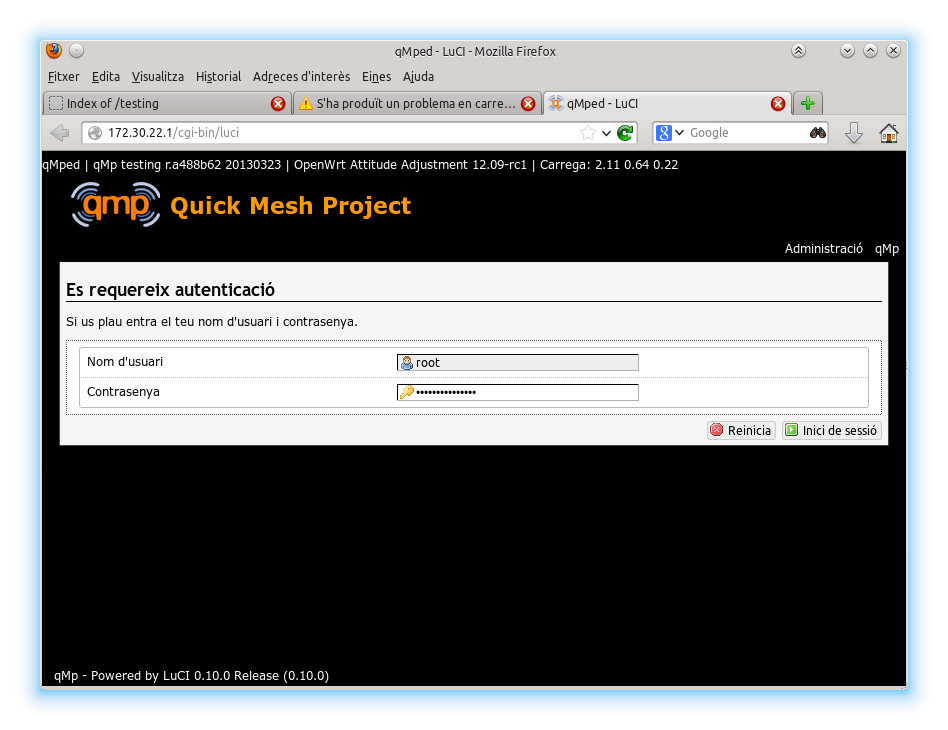 qMped - LuCI - Mozilla Firefox
Fitxer Edita Visualitza Historial Adreces d'interès Eines Ajuda
Index of /testing S'ha produït un problema en carre... qMped - LuCI
172.30.22.1/cgi-bin/luci Google
qMped | qMp testing r.a488b62 20130323 | OpenWrt Attitude Adjustment 12.09-rc1 | Carrega: 2.11 0.64 0.22
qmp Quick Mesh Project
Administració qMp
Es requereix autenticació
Si us plau entra el teu nom d'usuari i contrasenya.
Nom d'usuari root
Contrasenya •••••••••••••••
Reinicia Inici de sessió
qMp - Powered by LuCI 0.10.0 Release (0.10.0)